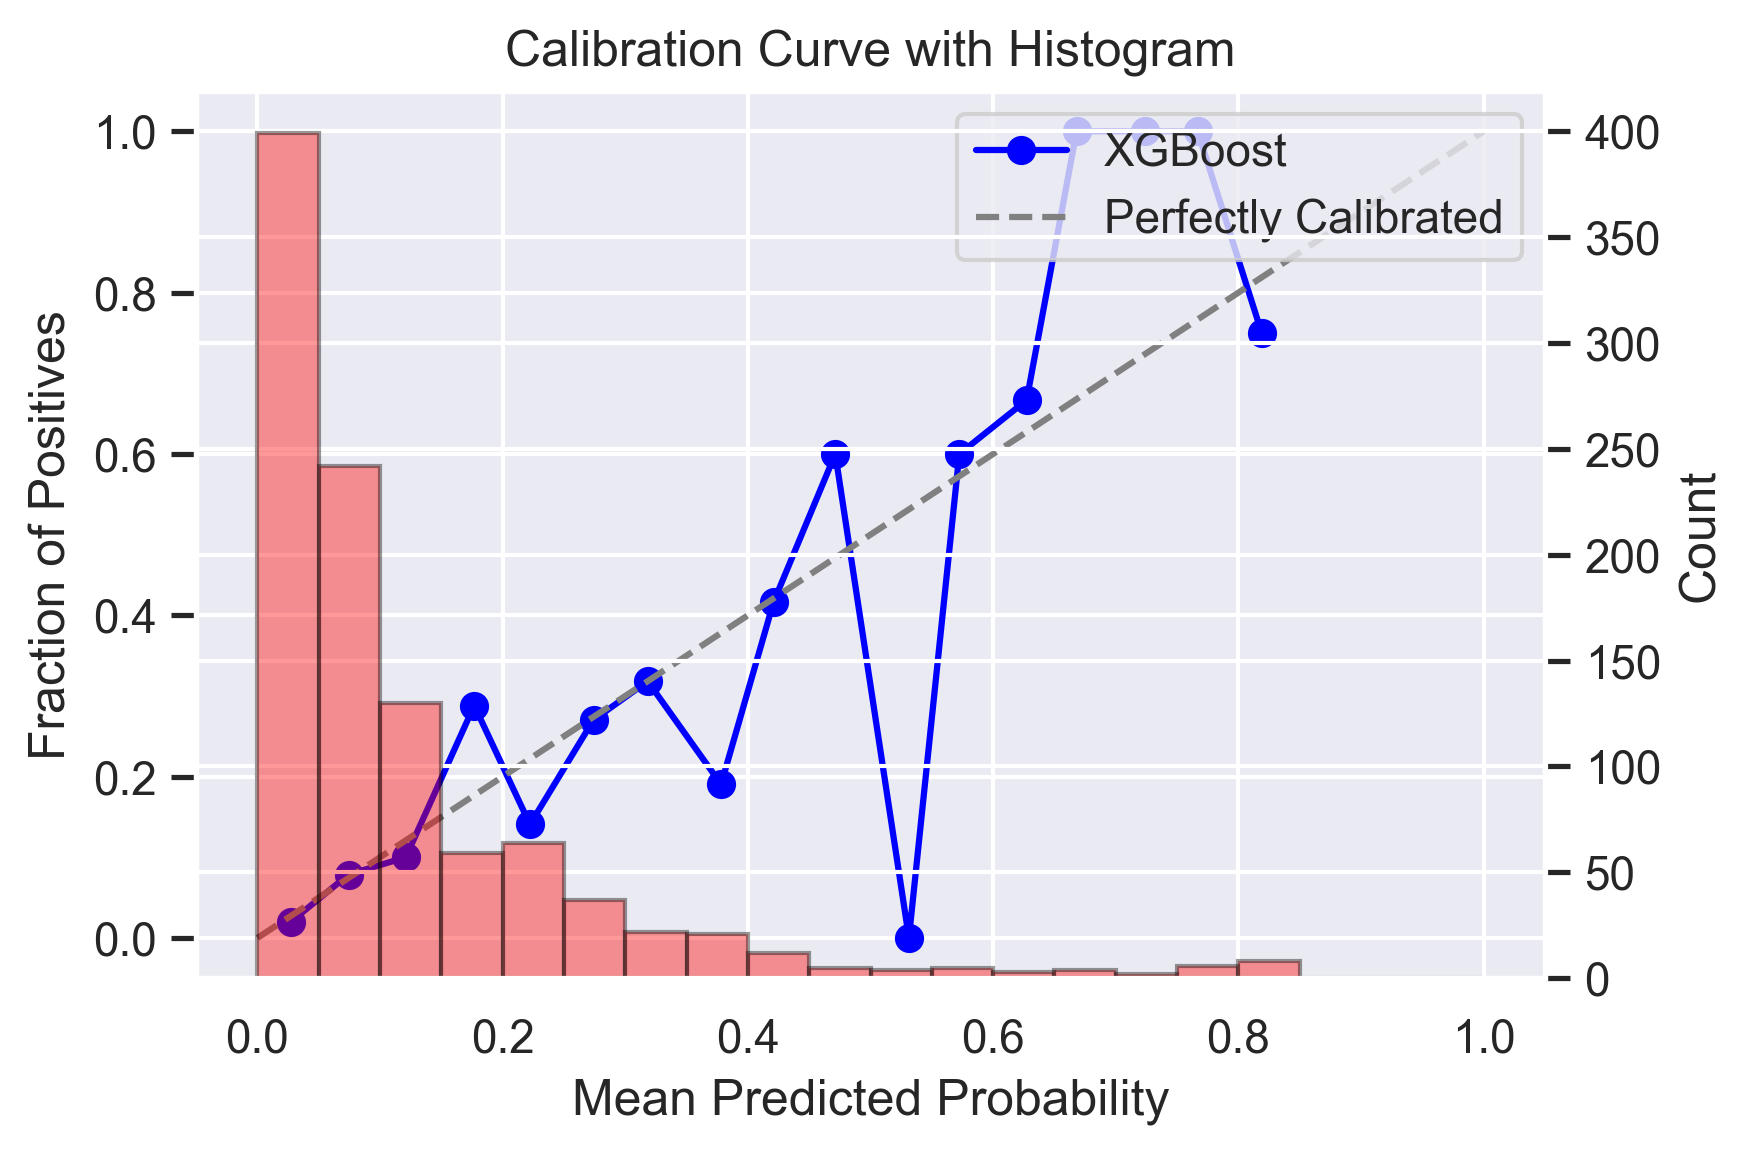 Calibration Curve with Histogram
XGBoost
Perfectly Calibrated
Fraction of Positives
1.0
0.8
0.6
0.4
0.2
0.0
400
350
300
250
200
150
100
50
0
Count
0.0 0.2 0.4 0.6 0.8 1.0
Mean Predicted Probability